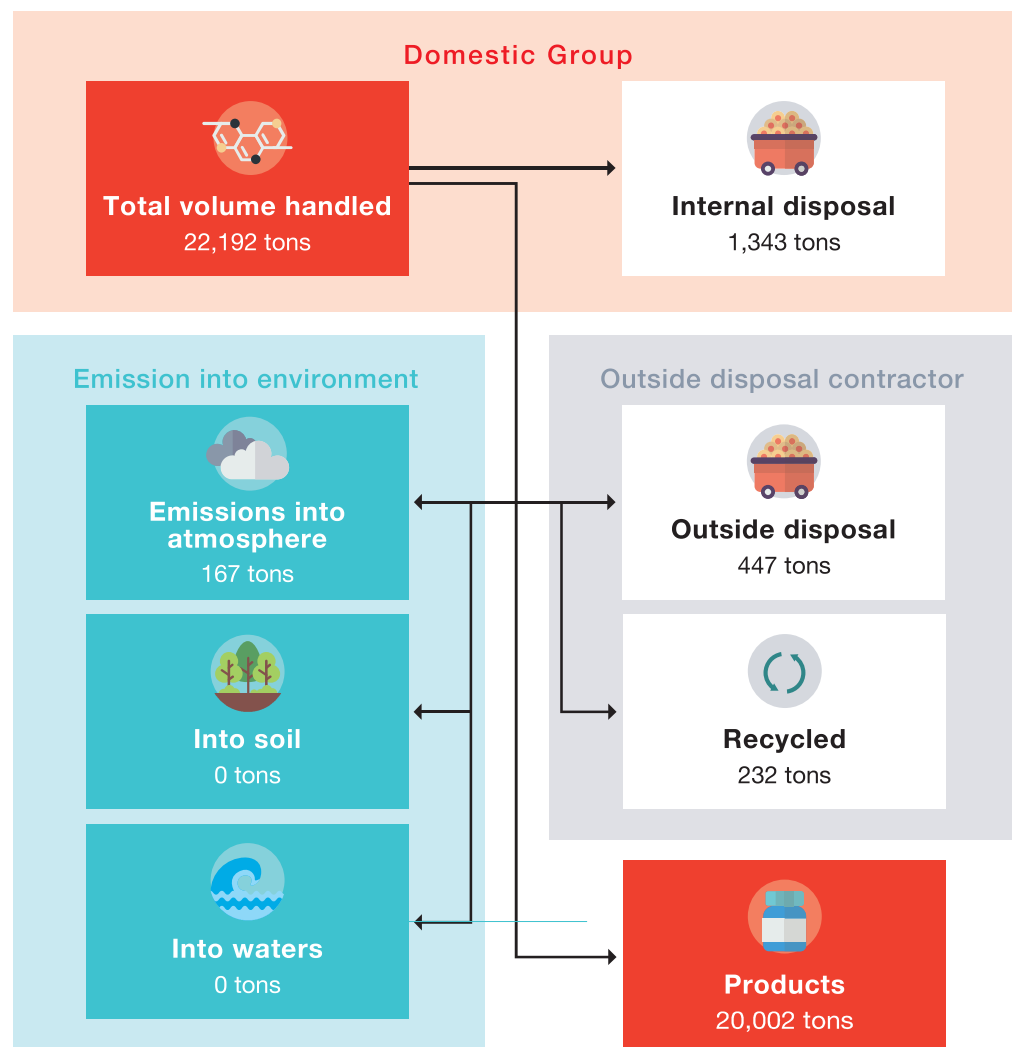 Domestic Group
Total volume handled
22,192 tons
Internal disposal
1,343 tons
Emission into environment
Emissions into
atmosphere
167 tons
Into soil
0 tons
Into waters
0 tons
Outside disposal contractor
Outside disposal
447 tons
Recycled
232 tons
Products
20,002 tons